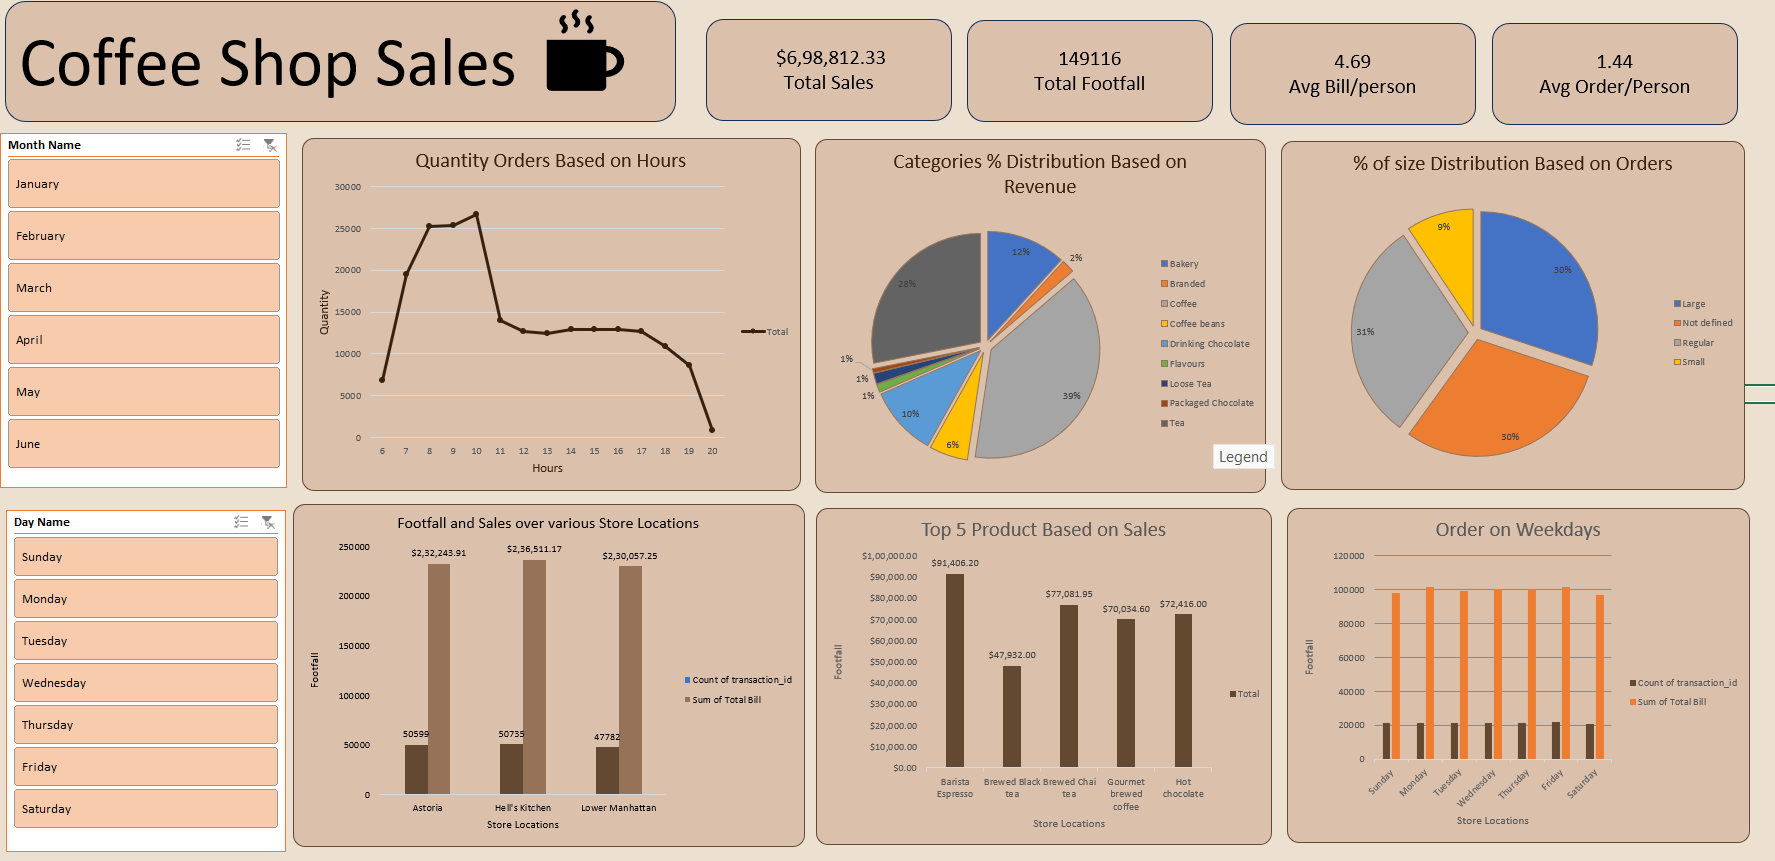 Coffee Shop Sales
$6,98,812.33
Total Sales
149116
Total Footfall
4.69
Avg Bill/person
1.44
Avg Order/Person
Month Name
January
February
March
April
May
June
Quantity Orders Based on Hours
30000
25000
20000
15000
10000
5000
0
Quantity
6 7 8 9 10 11 12 13 14 15 16 17 18 19 20
Hours
Total
Categories % Distribution Based on
Revenue
12%
2%
28%
39%
1%
1%
1%
10%
6%
Bakery
Branded
Coffee
Coffee beans
Drinking Chocolate
Flavours
Loose Tea
Packaged Chocolate
Tea
Legend
% of size Distribution Based on Orders
9%
30%
31%
30%
Large
Not defined
Regular
Small
Day Name
Sunday
Monday
Tuesday
Wednesday
Thursday
Friday
Saturday
Footfall and Sales over various Store Locations
250000
200000
150000
100000
50000
0
Footfall
$2,32,243.91
$2,36,511.17
$2,30,057.25
50599
50735
47782
Astoria
Hell's Kitchen
Lower Manhattan
Store Locations
Count of transaction_id
Sum of Total Bill
Top 5 Product Based on Sales
$1,00,000.00
$90,000.00
$80,000.00
$70,000.00
$60,000.00
$50,000.00
$40,000.00
$30,000.00
$20,000.00
$10,000.00
$0.00
Footfall
$91,406.20
$47,932.00
$77,081.95
$70,034.60
$72,416.00
Barista
Espresso
Brewed Black
tea
Brewed Chai
tea
Gourmet
brewed
coffee
Hot
chocolate
Store Locations
Total
Order on Weekdays
120000
100000
80000
60000
40000
20000
0
Footfall
Sunday
Monday
Tuesday
Wednesday
Thursday
Friday
Saturday
Store Locations
Count of transaction_id
Sum of Total Bill